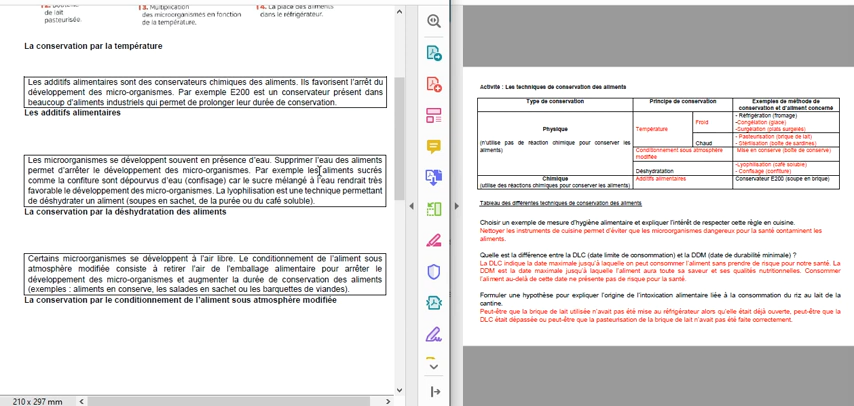 de lait
pasteurisée.
13. Multiplication
des microorganismes en fonction
de la température.
14. La place des aliments
dans le réfrigérateur.
La conservation par la température
Les additifs alimentaires sont des conservateurs chimiques des aliments. Ils favorisent l'arrêt du
développement des micro-organismes. Par exemple E200 est un conservateur présent dans
beaucoup d'aliments industriels qui permet de prolonger leur durée de conservation.
Les additifs alimentaires
Les microorganismes se développent souvent en présence d'eau. Supprimer l'eau des aliments
permet d'arrêter le développement des micro-organismes. Par exemple les aliments sucrés
comme la confiture sont dépourvus d'eau (confisage) car le sucre mélangé à l'eau rendrait très
favorable le développement des micro-organismes. La lyophilisation est une technique permettant
de déshydrater un aliment (soupes en sachet, de la purée ou du café soluble).
La conservation par la déshydratation des aliments
Certains microorganismes se développent à l'air libre. Le conditionnement de l'aliment sous
atmosphère modifiée consiste à retirer l'air de l'emballage alimentaire pour arrêter le
développement des micro-organismes et augmenter la durée de conservation des aliments
(exemples : aliments en conserve, les salades en sachet ou les barquettes de viandes).
La conservation par le conditionnement de l'aliment sous atmosphère modifiée
210 x 297 mm
Activité : Les techniques de conservation des aliments
Type de conservation
Principe de conservation
Exemples de méthode de
conservation et d'aliment concerné
Physique
(n'utilise pas de réaction chimique pour conserver les
aliments)
Température
Froid
- Réfrigération (fromage)
-Congélation (glace)
-Surgélation (plats surgelés)
Chaud
- Pasteurisation (brique de lait)
- Stérilisation (boite de sardines)
Conditionnement sous atmosphère
modifiée
- Mise en conserve (boite de conserve)
Déshydratation
-Lyophilisation (café soluble)
- Confisage (confiture)
Chimique
(utilise des réactions chimiques pour conserver les aliments)
Additifs alimentaires
Conservateur E200 (soupe en brique)
Tableau des différentes techniques de conservation des aliments
Choisir un exemple de mesure d'hygiène alimentaire et expliquer l'intérêt de respecter cette règle en cuisine.
Nettoyer les instruments de cuisine permet d'éviter que les microorganismes dangereux pour la santé contaminent les
aliments.
Quelle est la différence entre la DLC (date limite de consommation) et la DDM (date de durabilité minimale) ?
La DLC indique la date maximale jusqu'à laquelle on peut consommer l'aliment sans prendre de risque pour notre santé. La
DDM est la date maximale jusqu'à laquelle l'aliment aura toute sa saveur et ses qualités nutritionnelles. Consommer
l'aliment au-delà de cette date ne présente pas de risque pour la santé.
Formuler une hypothèse pour expliquer l'origine de l'intoxication alimentaire liée à la consommation du riz au lait de la
cantine.
Peut-être que la brique de lait utilisée n'avait pas été mise au réfrigérateur alors qu'elle était déjà ouverte, peut-être que la
DLC était dépassée ou peut-être que la pasteurisation de la brique de lait n'avait pas été faite correctement.